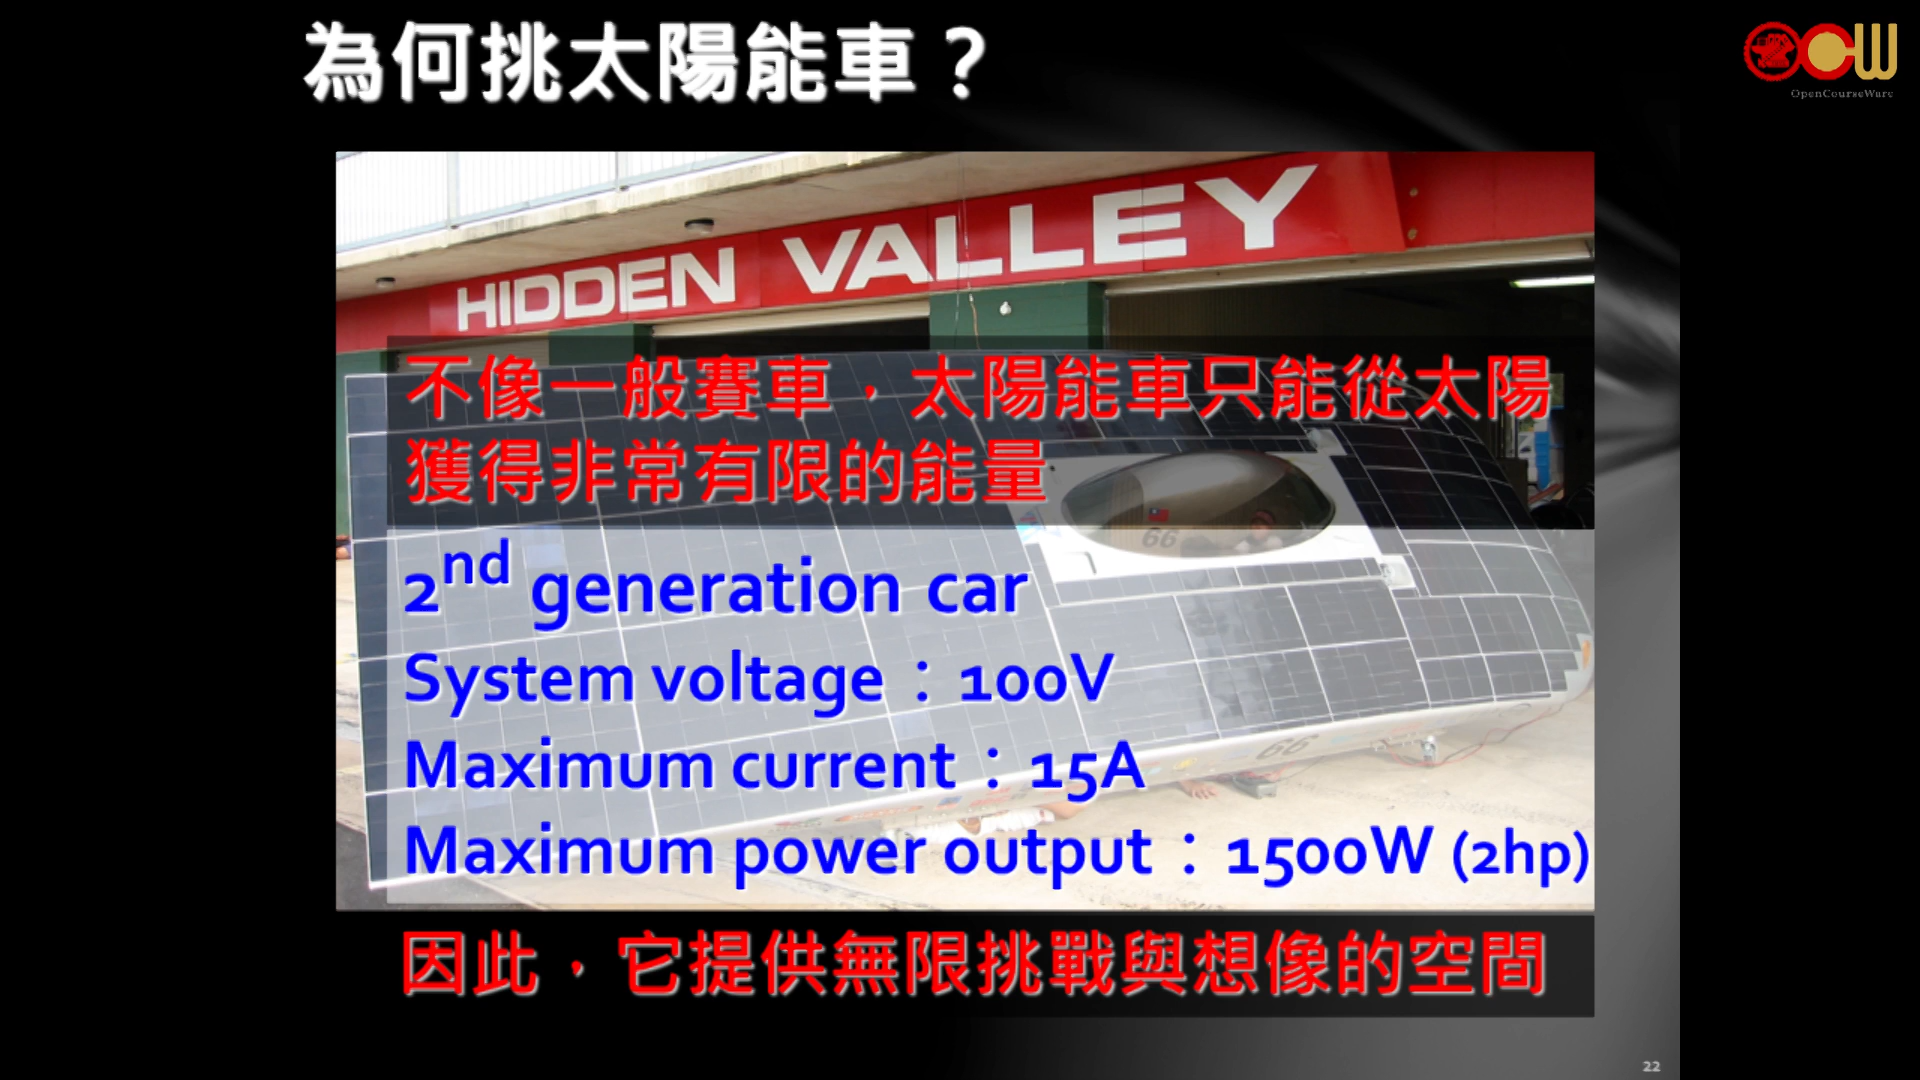 為何挑太陽能車？
OpenCourseWare
HIDDEN VALLEY
不像一般賽車，太陽能車只能從太陽
獲得非常有限的能量
66
2nd generation car
System voltage：100V
Maximum current：15A
66
Maximum power output：1500W (2hp)
因此，它提供無限挑戰與想像的空間
22